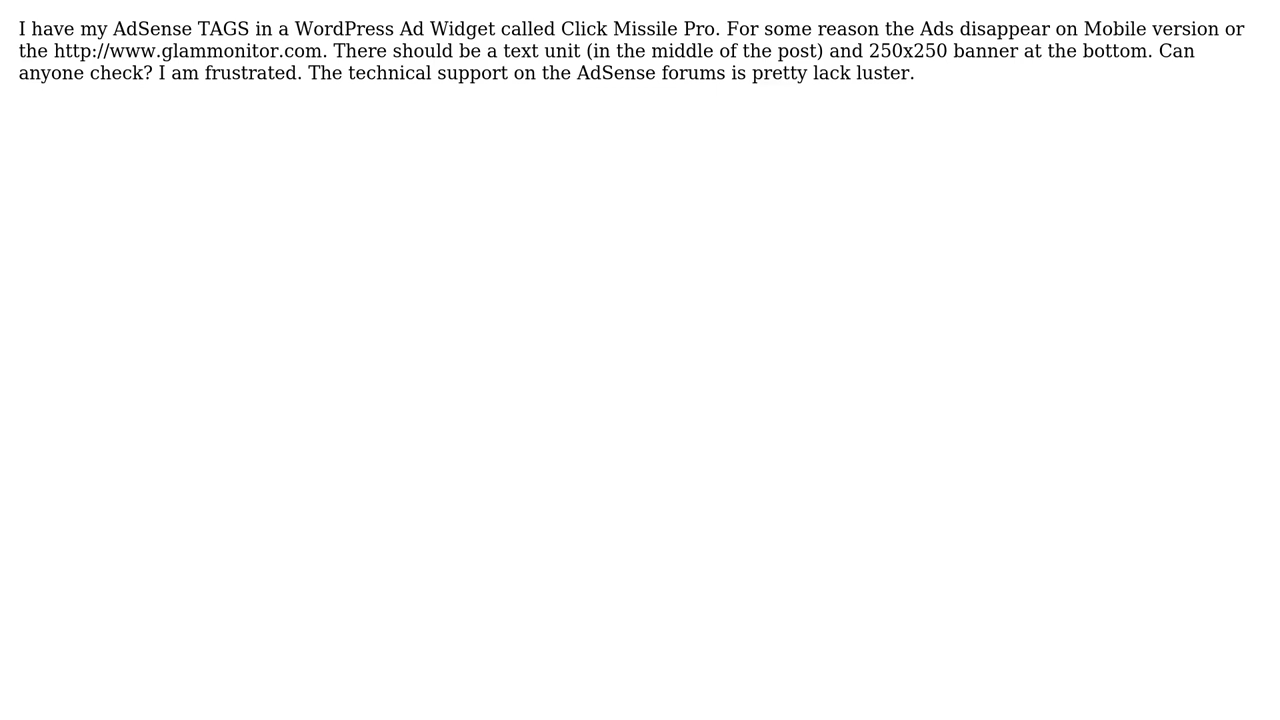 I have my AdSense TAGS in a WordPress Ad Widget called Click Missile Pro. For some reason the Ads disappear on Mobile version or
the http://www.glammonitor.com. There should be a text unit (in the middle of the post) and 250x250 banner at the bottom. Can
anyone check? I am frustrated. The technical support on the AdSense forums is pretty lack luster.